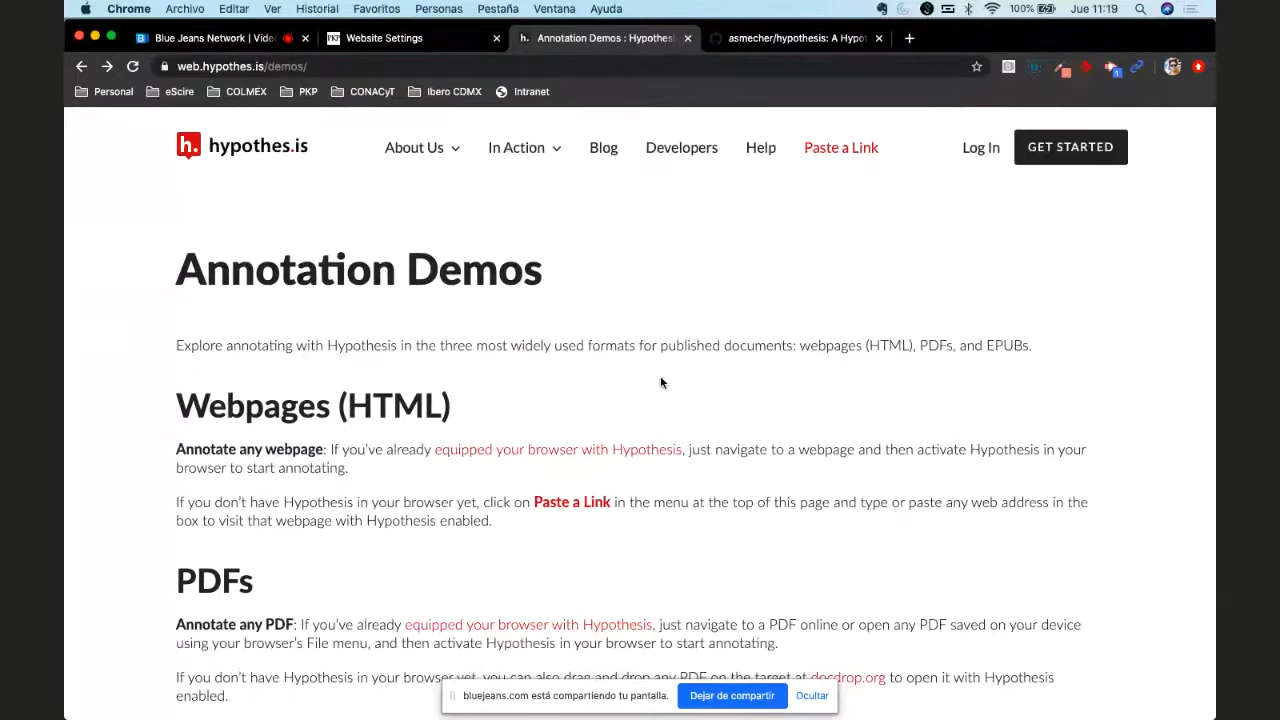 Chrome Archivo Editar Ver Historial Favoritos Personas Pestaña Ventana Ayuda 100% Jue 11:19
Blue Jeans Network | Vide Website Settings h. Annotation Demos : Hypothes asmecher/hypothesis: A Hypot
web.hypothes.is/demos/ 1
Personal eScire COLMEX PKP CONACyT Ibero CDMX Intranet
h. hypothes.is About Us In Action Blog Developers Help Paste a Link Log In GET STARTED
Annotation Demos
Explore annotating with Hypothesis in the three most widely used formats for published documents: webpages (HTML), PDFs, and EPUBs.
Webpages (HTML)
Annotate any webpage: If you’ve already equipped your browser with Hypothesis, just navigate to a webpage and then activate Hypothesis in your
browser to start annotating.
If you don’t have Hypothesis in your browser yet, click on Paste a Link in the menu at the top of this page and type or paste any web address in the
box to visit that webpage with Hypothesis enabled.
PDFs
Annotate any PDF: If you’ve already equipped your browser with Hypothesis, just navigate to a PDF online or open any PDF saved on your device
using your browser’s File menu, and then activate Hypothesis in your browser to start annotating.
If you don’t have Hypothesis in your browser yet, you can also drag and drop any PDF on the target at docdrop.org to open it with Hypothesis
enabled.
bluejeans.com está compartiendo tu pantalla. Dejar de compartir Ocultar